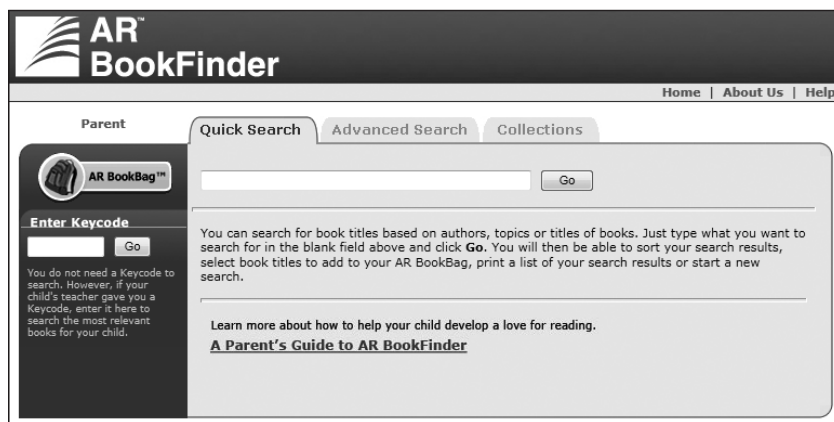 AR™
BookFinder
Home | About Us | Help
Parent
Quick Search
Advanced Search
Collections
AR BookBag™
Go
Enter Keycode
Go
You do not need a Keycode to
search. However, if your
child's teacher gave you a
Keycode, enter it here to
search the most relevant
books for your child.
You can search for book titles based on authors, topics or titles of books. Just type what you want to
search for in the blank field above and click Go. You will then be able to sort your search results,
select book titles to add to your AR BookBag, print a list of your search results or start a new
search.
Learn more about how to help your child develop a love for reading.
A Parent's Guide to AR BookFinder